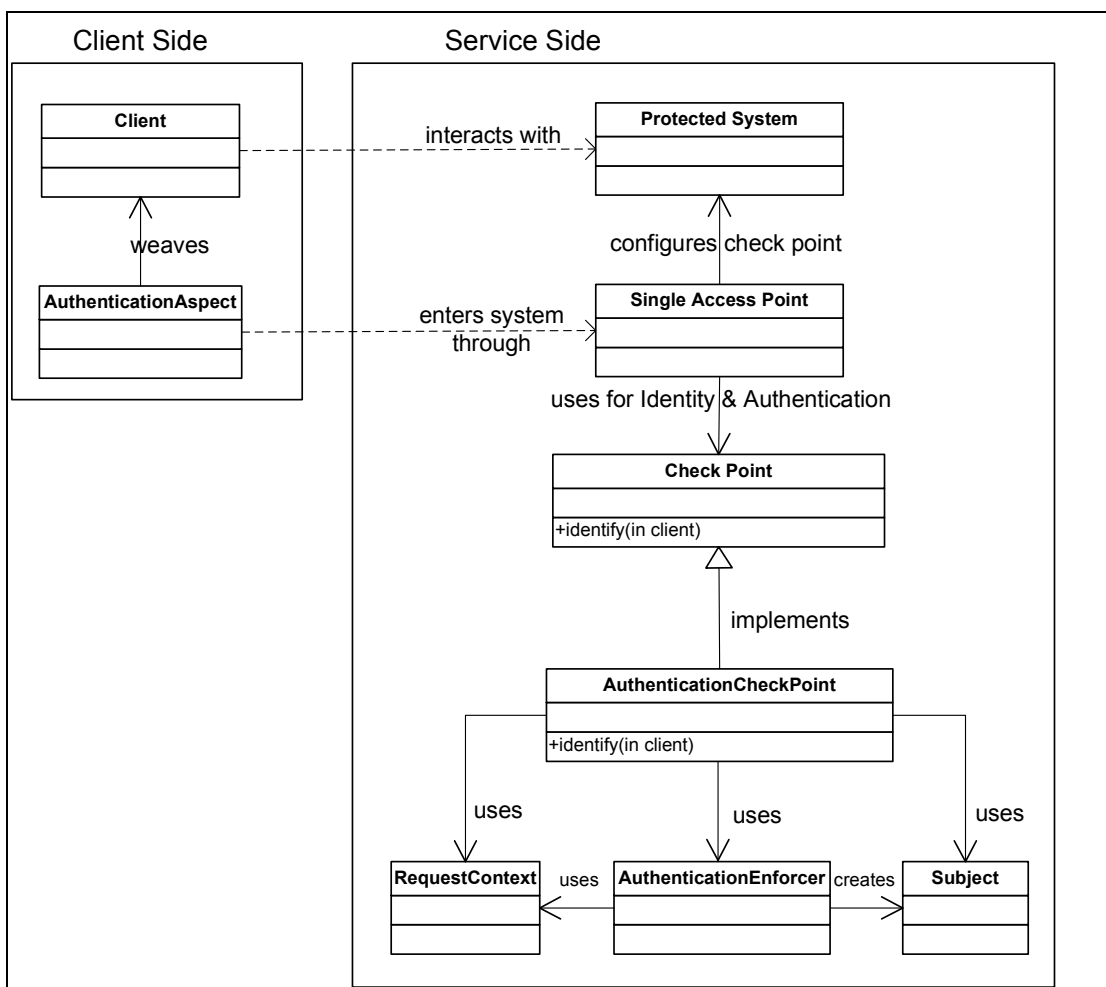 Client Side
Service Side
Client
Protected System
interacts with
weaves
configures check point
AuthenticationAspect
Single Access Point
enters system
through
uses for Identity & Authentication
Check Point
+identify(in client)
implements
AuthenticationCheckPoint
+identify(in client)
uses
uses
uses
RequestContext
uses
AuthenticationEnforcer
creates
Subject